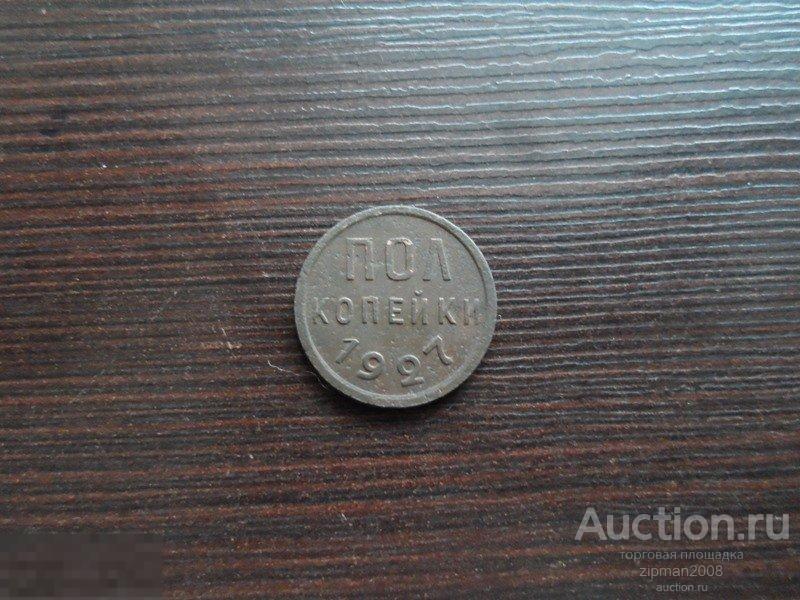 ПОЛ
КОПЕЙКИ
1927
Auction.ru
торговая площадка
zipman2008
auction.ru